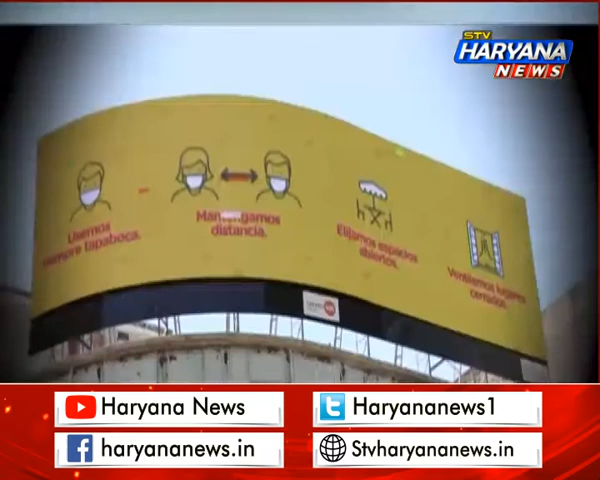 STV
HARYANA
NEWS
Usemos
siempre tapaboca.
distancia.
Elijamos espacios
abiertos.
Ventilemos lugares
cerrados.
Haryana News
Haryananews1
haryananews.in
Stvharyananews.in